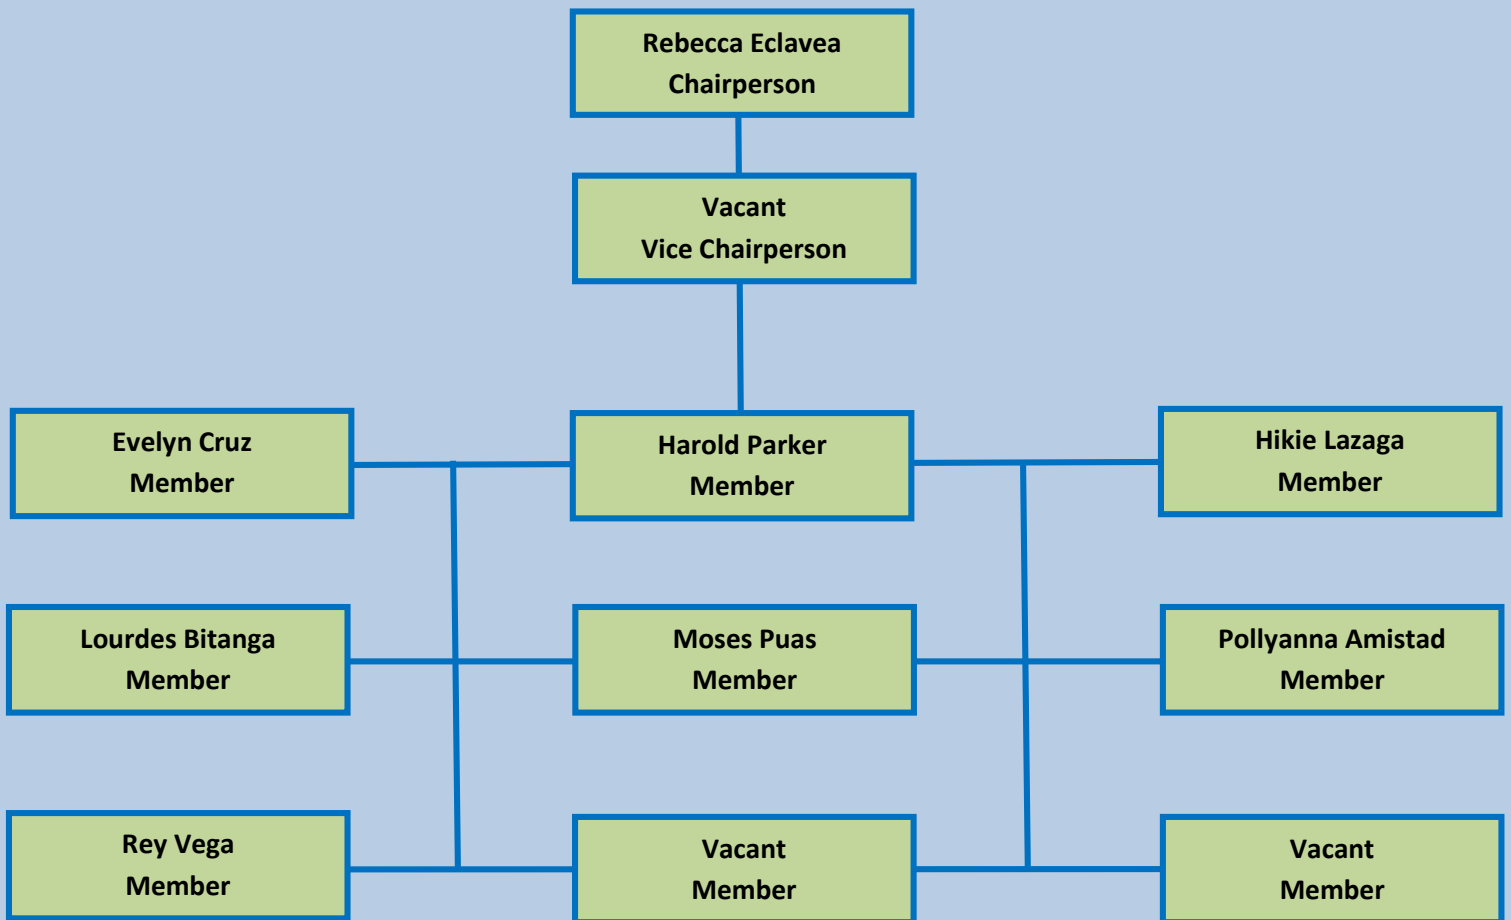 Rebecca Eclavea
Chairperson
Vacant
Vice Chairperson
Evelyn Cruz
Member
Harold Parker
Member
Hikie Lazaga
Member
Lourdes Bitanga
Member
Moses Puas
Member
Pollyanna Amistad
Member
Rey Vega
Member
Vacant
Member
Vacant
Member